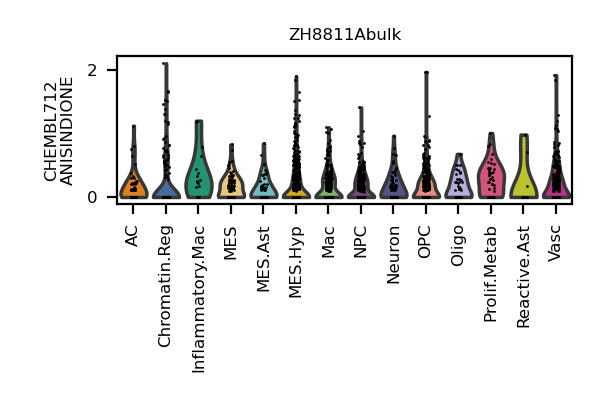 ZH8811Abulk
CHEMBL712
ANISINDIONE
2
0
AC
Chromatin.Reg
Inflammatory.Mac
MES
MES.Ast
MES.Hyp
Mac
NPC
Neuron
OPC
Oligo
Prolif.Metab
Reactive.Ast
Vasc